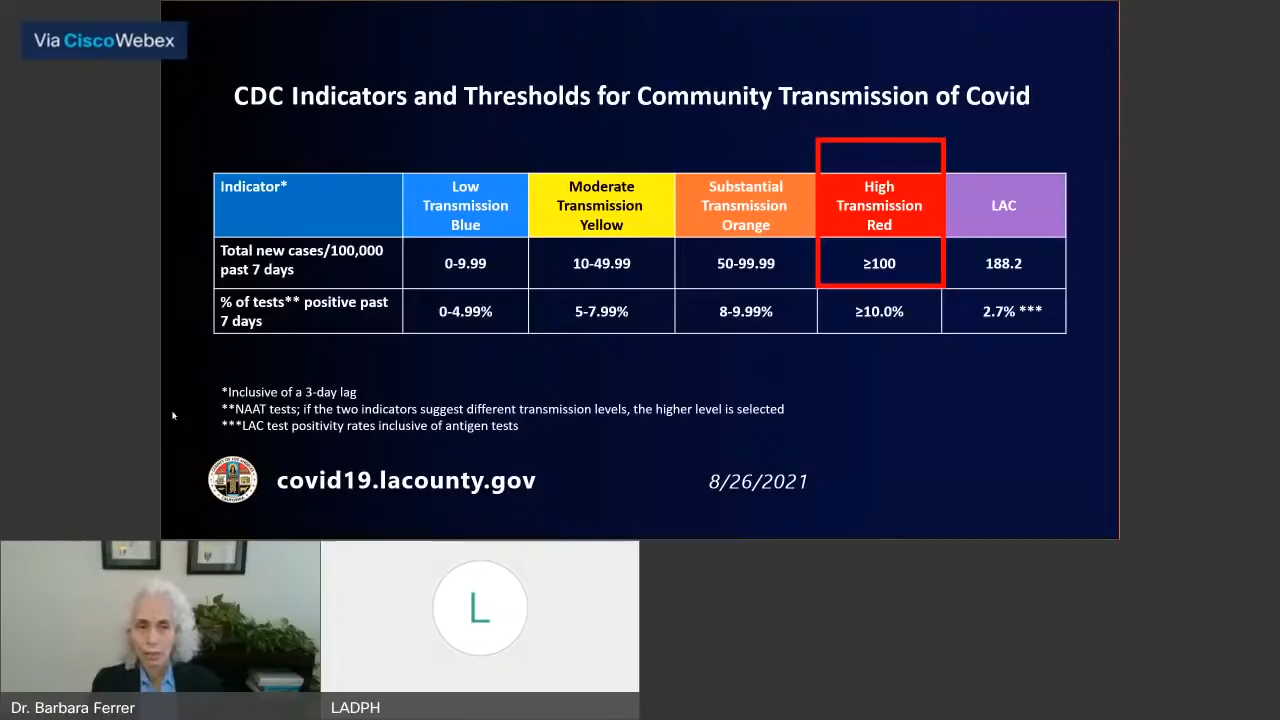 Via CiscoWebex
CDC Indicators and Thresholds for Community Transmission of Covid
Indicator*
Low
Transmission
Blue
Moderate
Transmission
Yellow
Substantial
Transmission
Orange
High
Transmission
Red
LAC
Total new cases/100,000
past 7 days
0-9.99
10-49.99
50-99.99
≥100
188.2
% of tests** positive past
7 days
0-4.99%
5-7.99%
8-9.99%
≥10.0%
2.7% ***
*Inclusive of a 3-day lag
**NAAT tests; if the two indicators suggest different transmission levels, the higher level is selected
***LAC test positivity rates inclusive of antigen tests
covid19.lacounty.gov
8/26/2021
L
Dr. Barbara Ferrer
LADPH